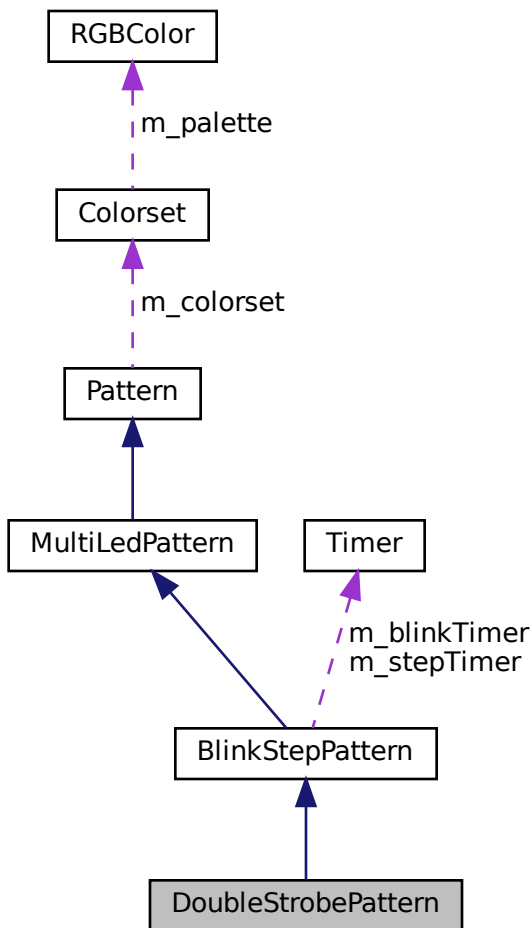 RGBColor
m_palette
Colorset
m_colorset
Pattern
MultiLedPattern
Timer
m_blinkTimer
m_stepTimer
BlinkStepPattern
DoubleStrobePattern